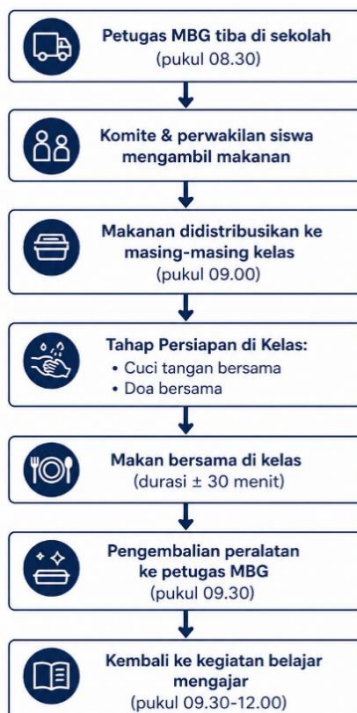 Petugas MBG tiba di sekolah
(pukul 08.30)
Komite & perwakilan siswa
mengambil makanan
Makanan didistribusikan ke
masing-masing kelas
(pukul 09.00)
Tahap Persiapan di Kelas:
• Cuci tangan bersama
• Doa bersama
Makan bersama di kelas
(durasi ± 30 menit)
Pengembalian peralatan
ke petugas MBG
(pukul 09.30)
Kembali ke kegiatan belajar
mengajar
(pukul 09.30-12.00)